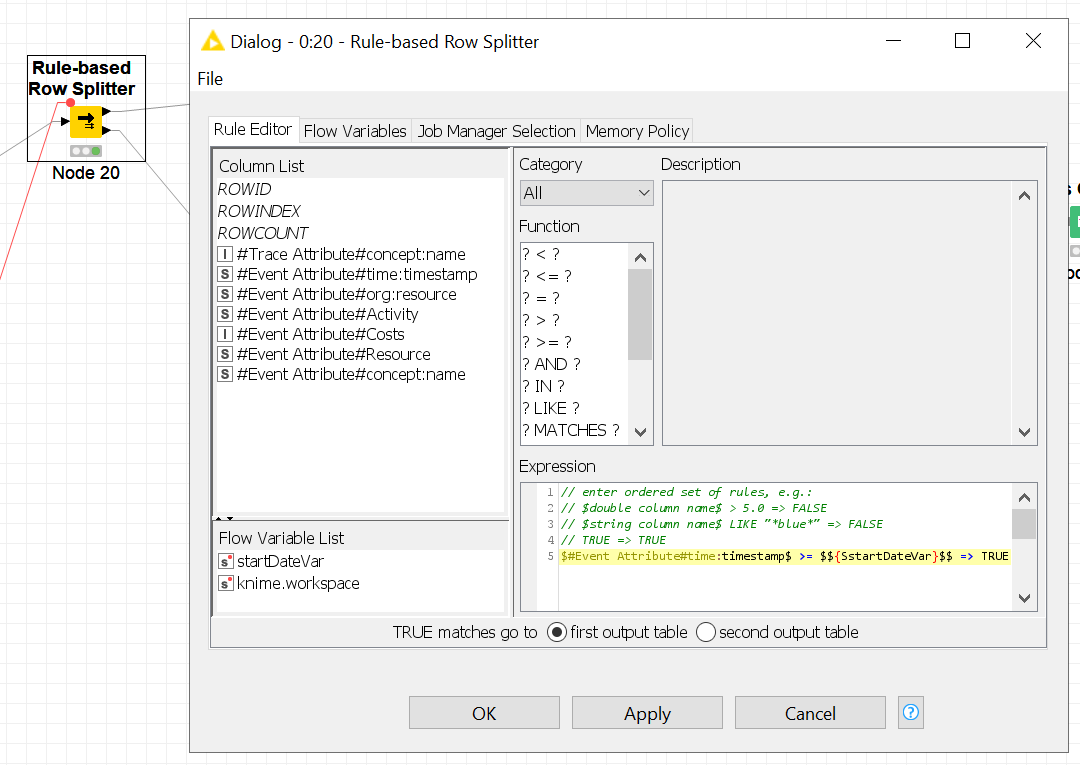 Rule-based
Row Splitter
Node 20
Dialog - 0:20 - Rule-based Row Splitter
File
Rule Editor
Flow Variables
Job Manager Selection
Memory Policy
Column List
ROWID
ROWINDEX
ROWCOUNT
I #Trace Attribute#concept:name
S #Event Attribute#time:timestamp
S #Event Attribute#org:resource
S #Event Attribute#Activity
I #Event Attribute#Costs
S #Event Attribute#Resource
S #Event Attribute#concept:name
Flow Variable List
s startDateVar
s knime.workspace
Category
All
Function
? < ?
? <= ?
? = ?
? > ?
? >= ?
? AND ?
? IN ?
? LIKE ?
? MATCHES ?
Description
Expression
1 // enter ordered set of rules, e.g.:
2 // $double column name$ > 5.0 => FALSE
3 // $string column name$ LIKE "*blue*" => FALSE
4 // TRUE => TRUE
5 $#Event Attribute#time:timestamp$ >= $${SstartDateVar}$$ => TRUE
TRUE matches go to first output table second output table
OK
Apply
Cancel
?